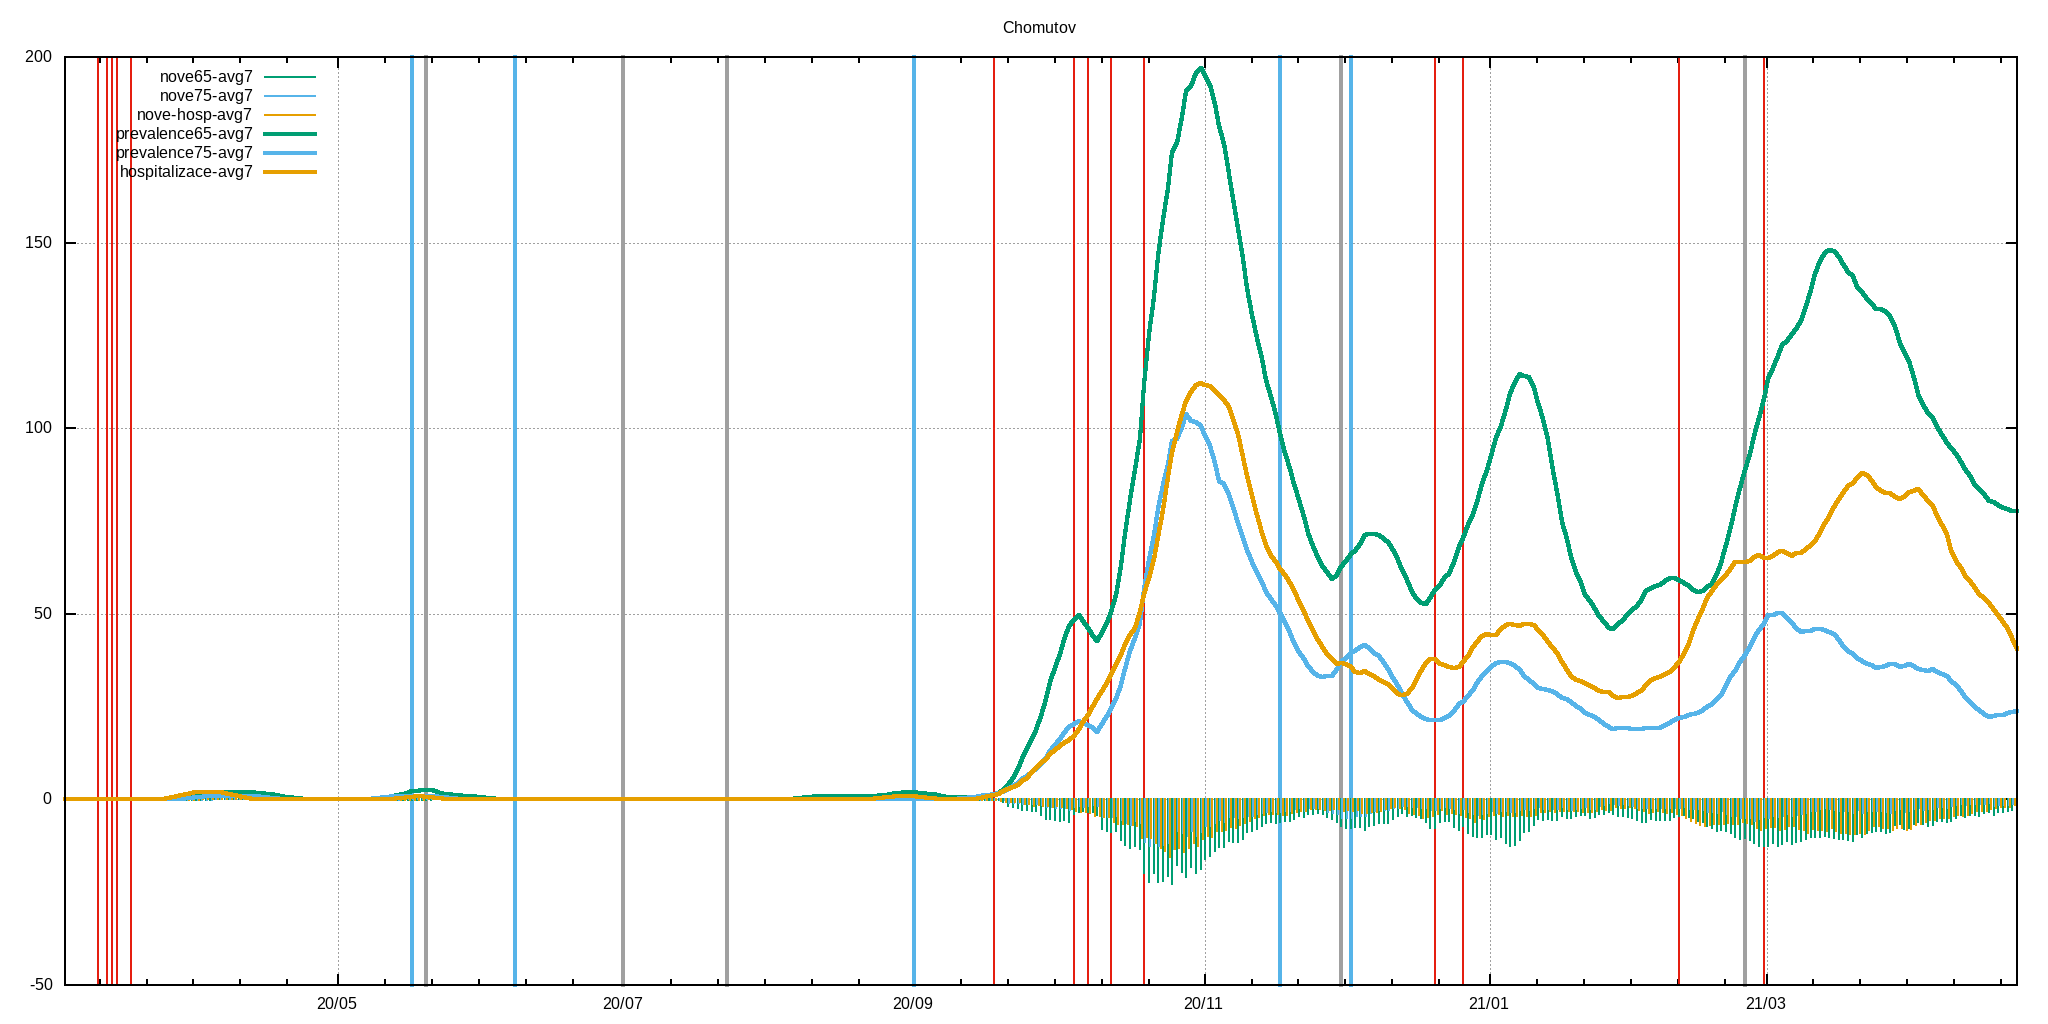 Chomutov
200
150
100
50
0
-50
nove65-avg7
nove75-avg7
nove-hosp-avg7
prevalence65-avg7
prevalence75-avg7
hospitalizace-avg7
20/05
20/07
20/09
20/11
21/01
21/03